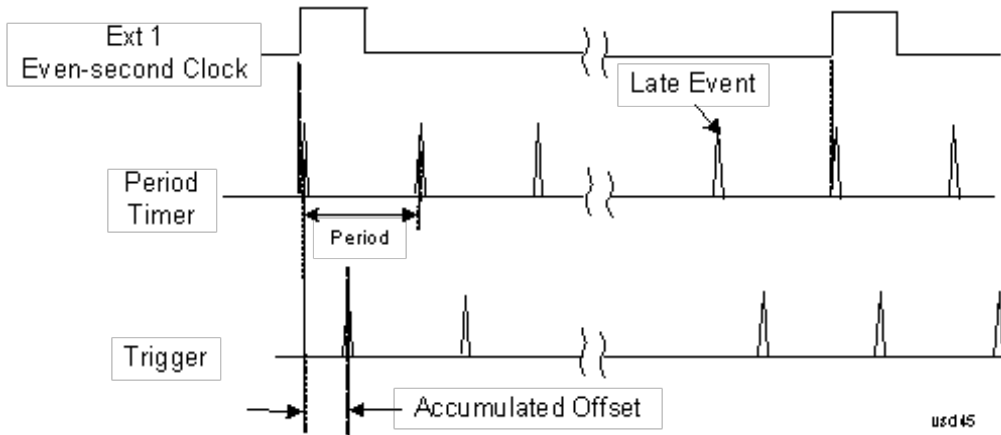 Ext 1
Even-second Clock
Late Event
Period
Timer
Period
Trigger
Accumulated Offset
usd45